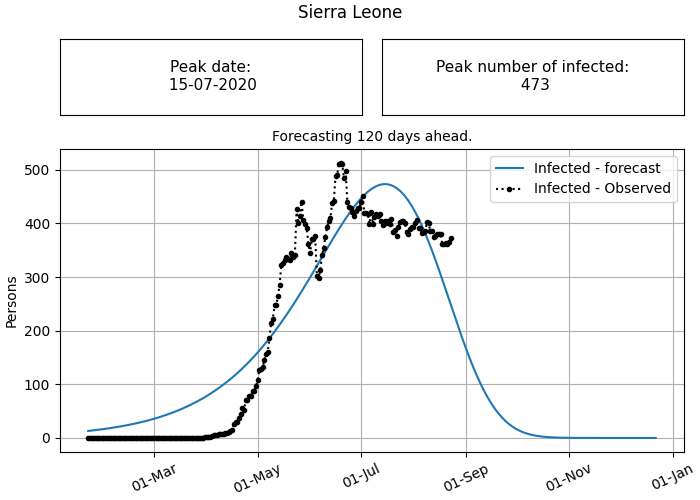 Sierra Leone
Peak date:
15-07-2020
Peak number of infected:
473
Forecasting 120 days ahead.
Infected - forecast
Infected - Observed
Persons
500
400
300
200
100
0
01-Mar
01-May
01-Jul
01-Sep
01-Nov
01-Jan